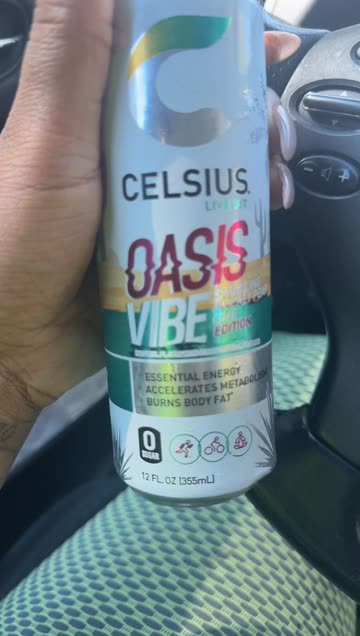 CELSIUS.
LIVE FIT
OASIS
VIBE
EDITION
· ESSENTIAL ENERGY
· ACCELERATES METABOLISM
· BURNS BODY FAT*
0
SUGAR
12 FL. OZ (355mL)